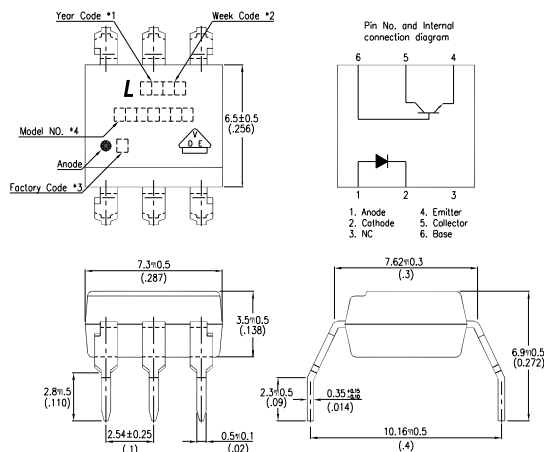 Year Code *1
Week Code *2
L
6.5±0.5
(.256)
Model NO. *4
V
D E
Anode
Factory Code *3
Pin No. and Internal
connection diagram
6 5 4
1 2 3
1. Anode
2. Cathode
3. NC
4. Emitter
5. Collector
6. Base
7.3 0.5
(.287)
3.5 0.5
(.138)
2.8 .5
(.110)
2.54±0.25
(.1)
0.5 0.1
(.02)
7.62 0.3
(.3)
6.9 0.5
(0.272)
2.3 0.5
(.09)
0.35 +0.15
-0.10
(.014)
10.16 0.5
(.4)